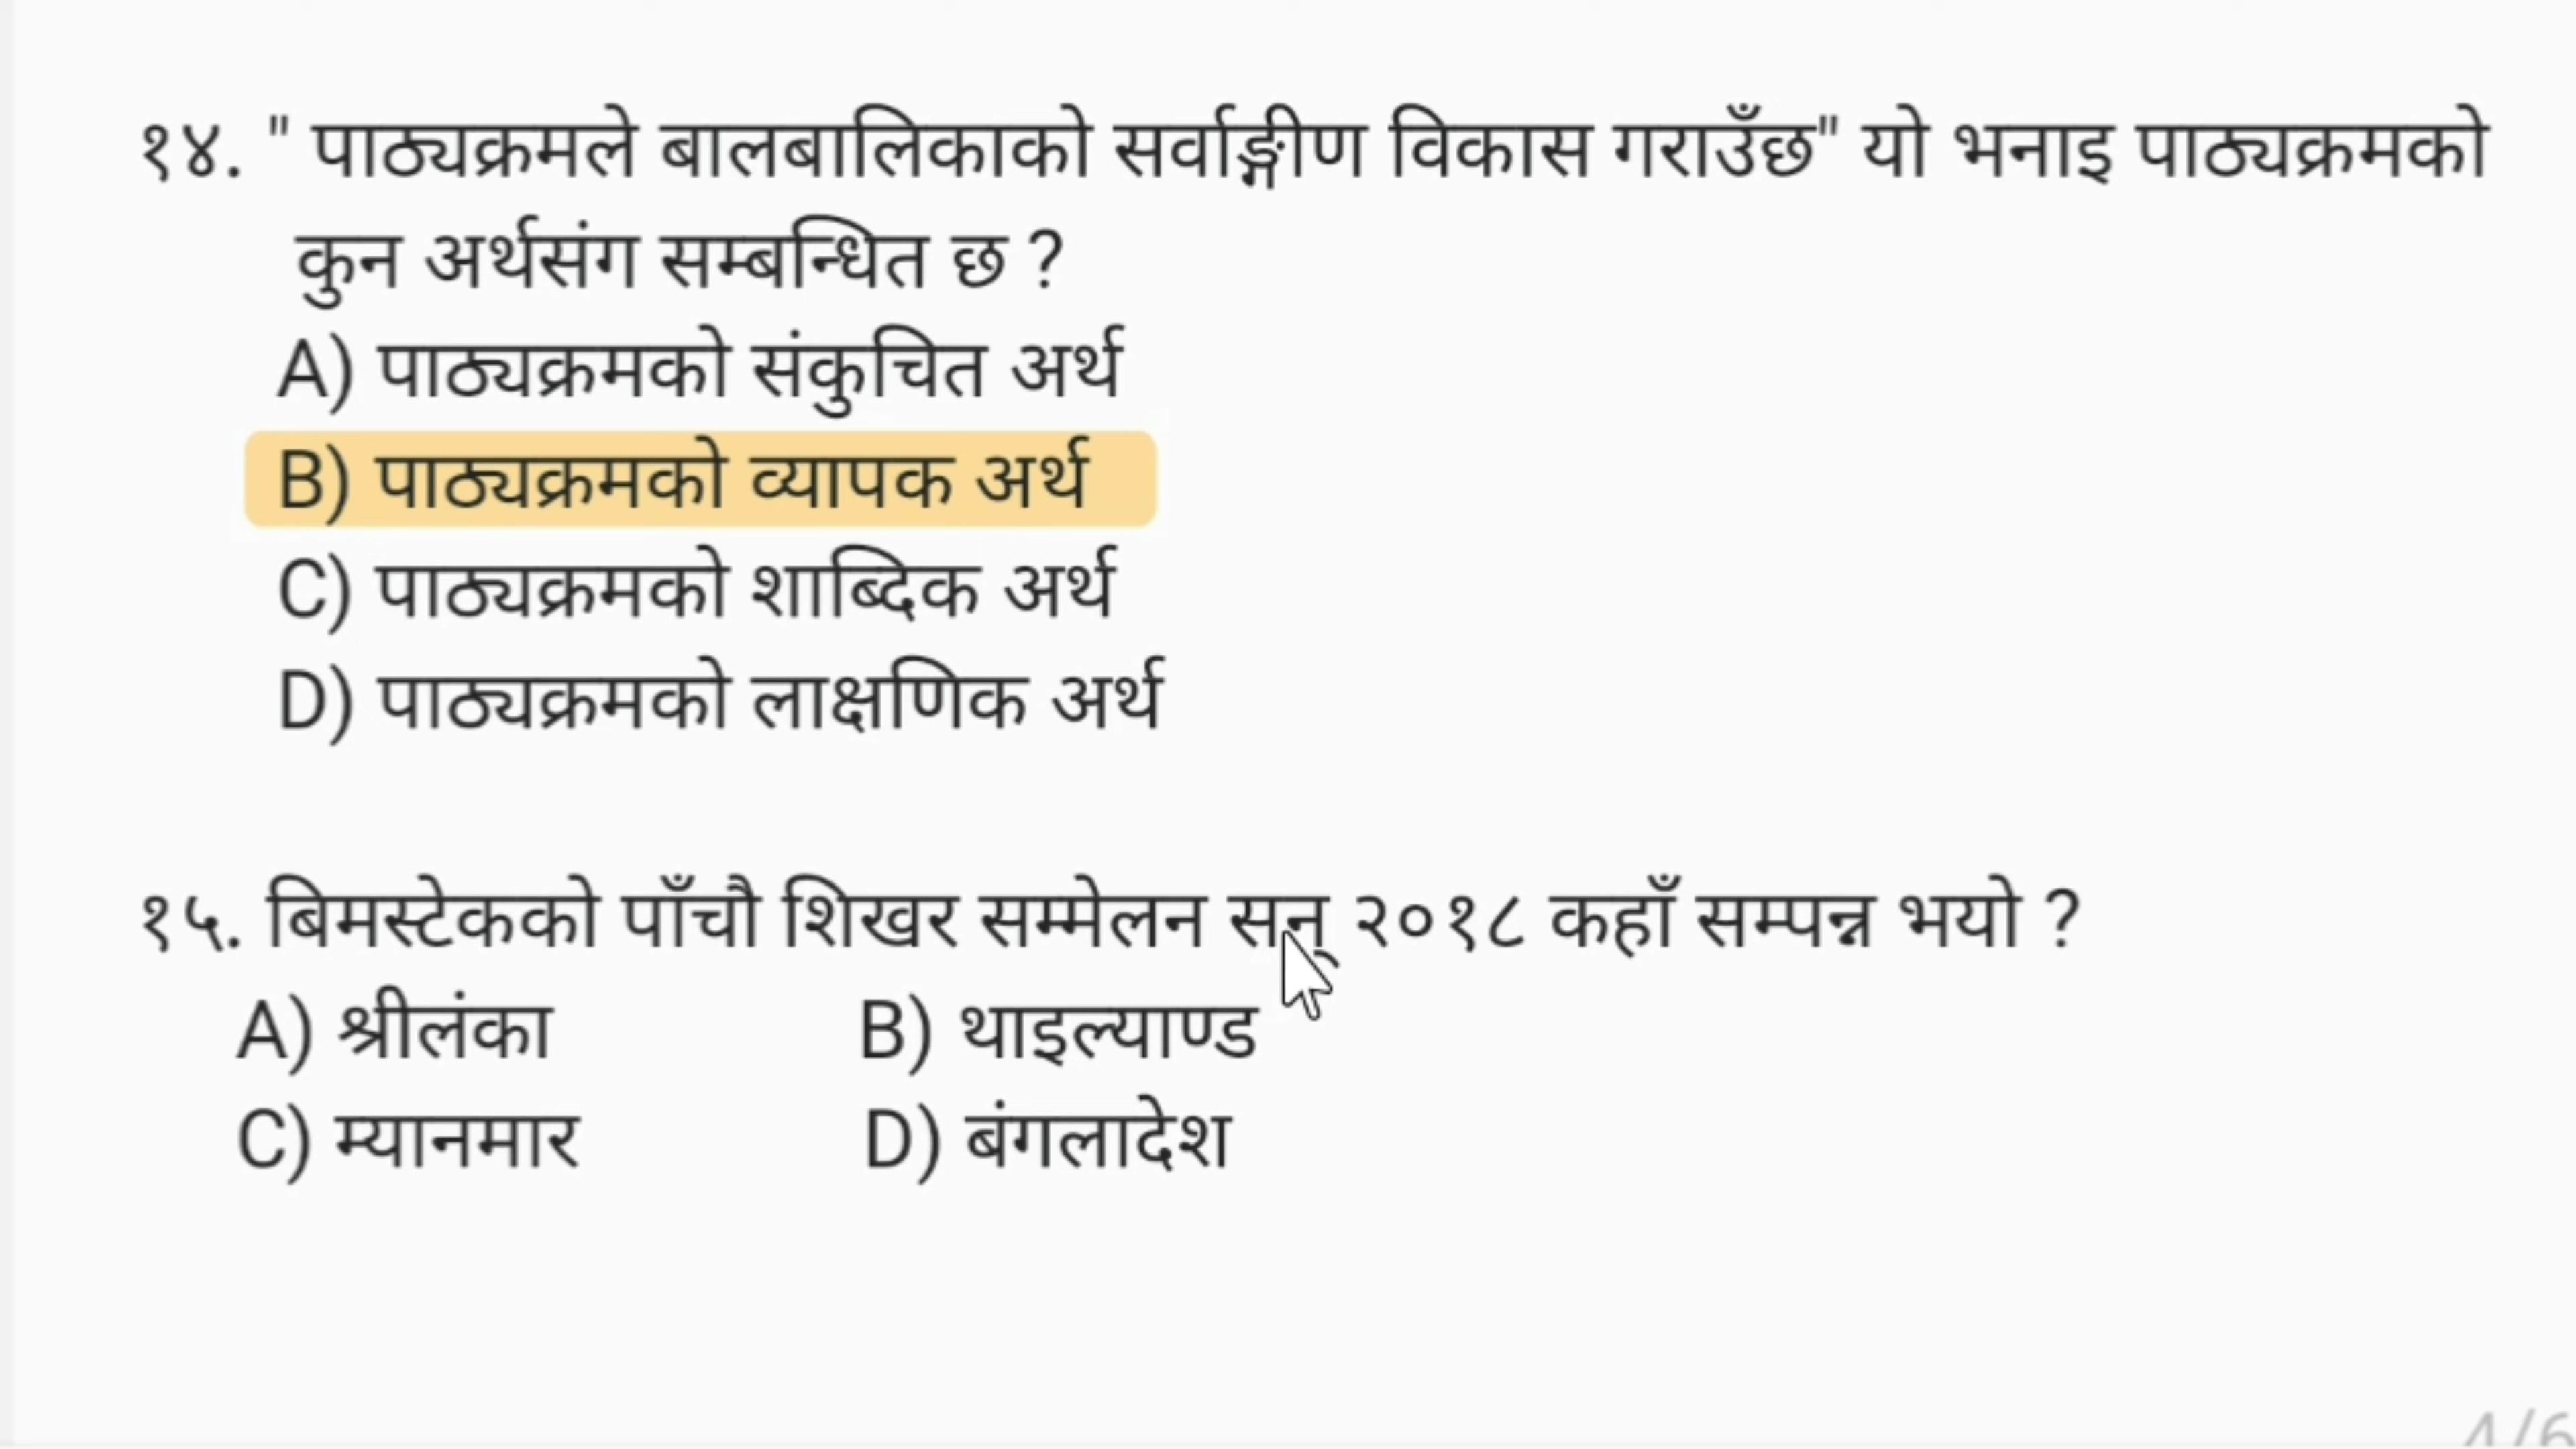 १४. " पाठ्यक्रमले बालबालिकाको सर्वाङ्गीण विकास गराउँछ" यो भनाइ पाठ्यक्रमको
कुन अर्थसंग सम्बन्धित छ ?
A) पाठ्यक्रमको संकुचित अर्थ
B) पाठ्यक्रमको व्यापक अर्थ
C) पाठ्यक्रमको शाब्दिक अर्थ
D) पाठ्यक्रमको लाक्षणिक अर्थ
१५. बिमस्टेकको पाँचौ शिखर सम्मेलन सन् २०१८ कहाँ सम्पन्न भयो ?
A) श्रीलंका B) थाइल्याण्ड
C) म्यानमार D) बंगलादेश